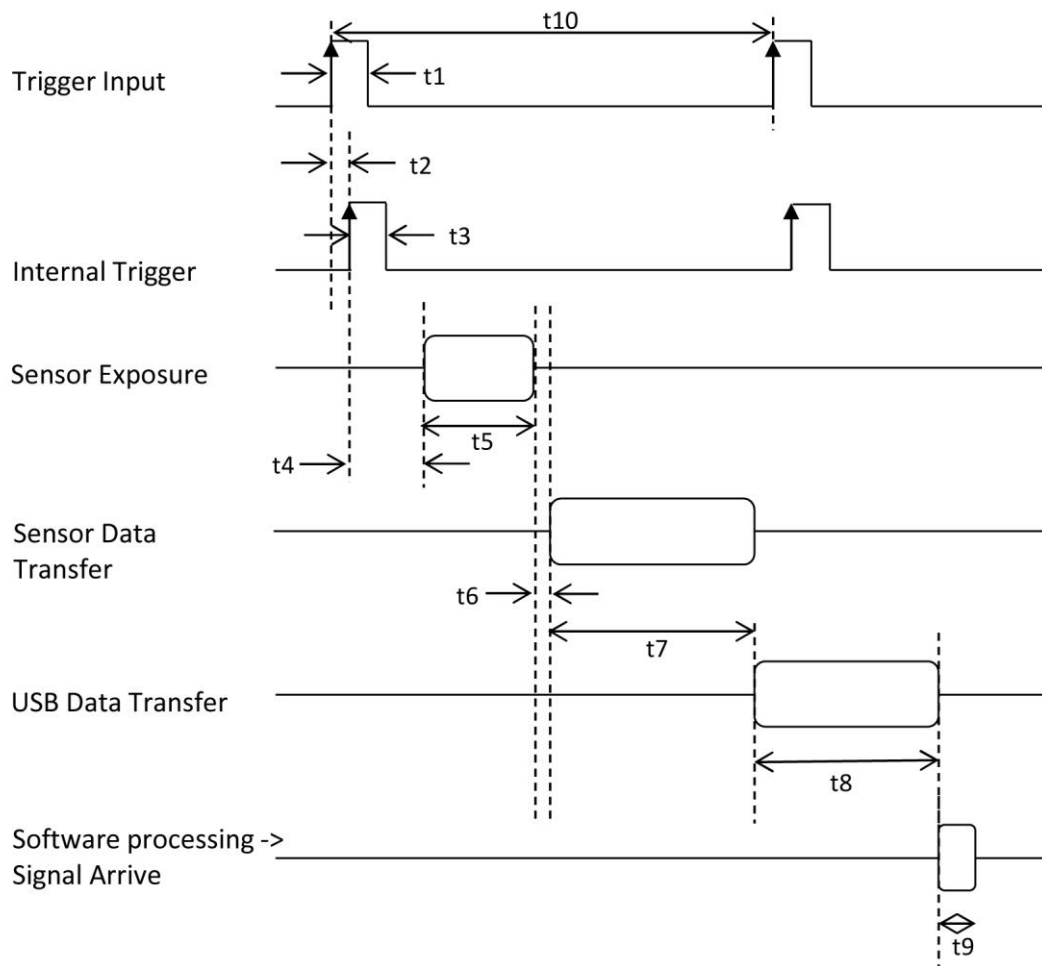 t10
Trigger Input
t1
t2
t3
Internal Trigger
Sensor Exposure
t5
t4
Sensor Data
Transfer
t6
t7
USB Data Transfer
t8
Software processing ->
Signal Arrive
t9